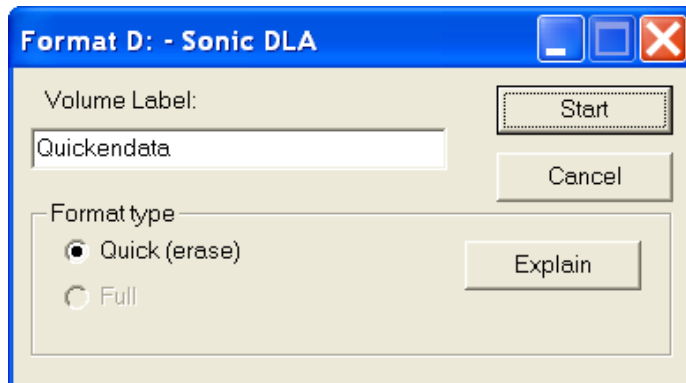 Format D: - Sonic DLA
Volume Label:
Start
Quickendata
Cancel
Format type
Quick (erase)
Explain
Full